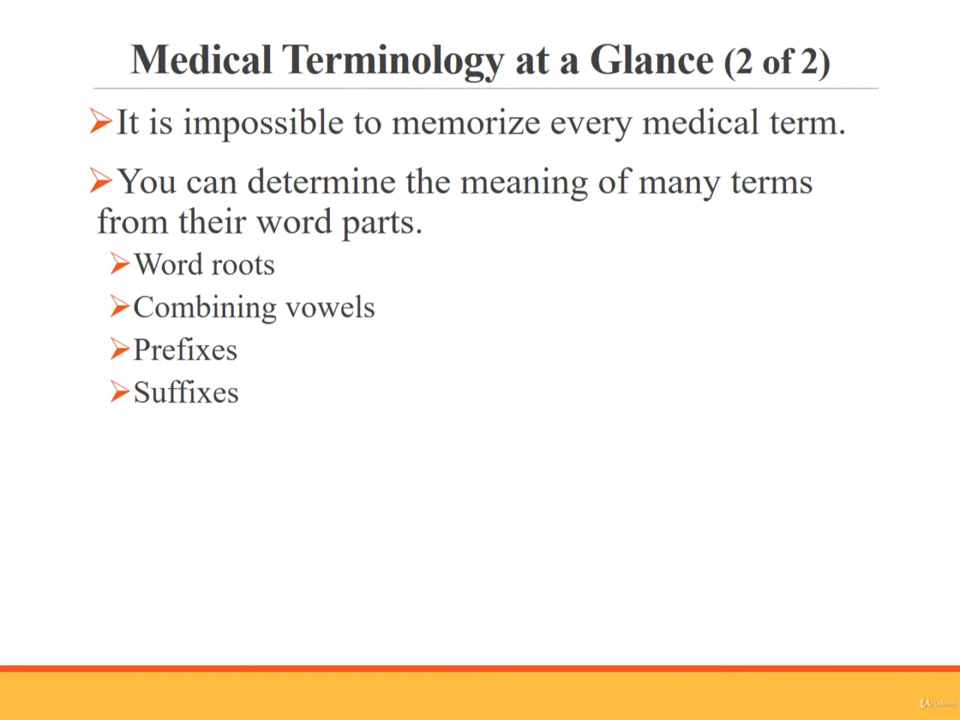 Medical Terminology at a Glance (2 of 2)
It is impossible to memorize every medical term.
You can determine the meaning of many terms
from their word parts.
Word roots
Combining vowels
Prefixes
Suffixes
Udemy